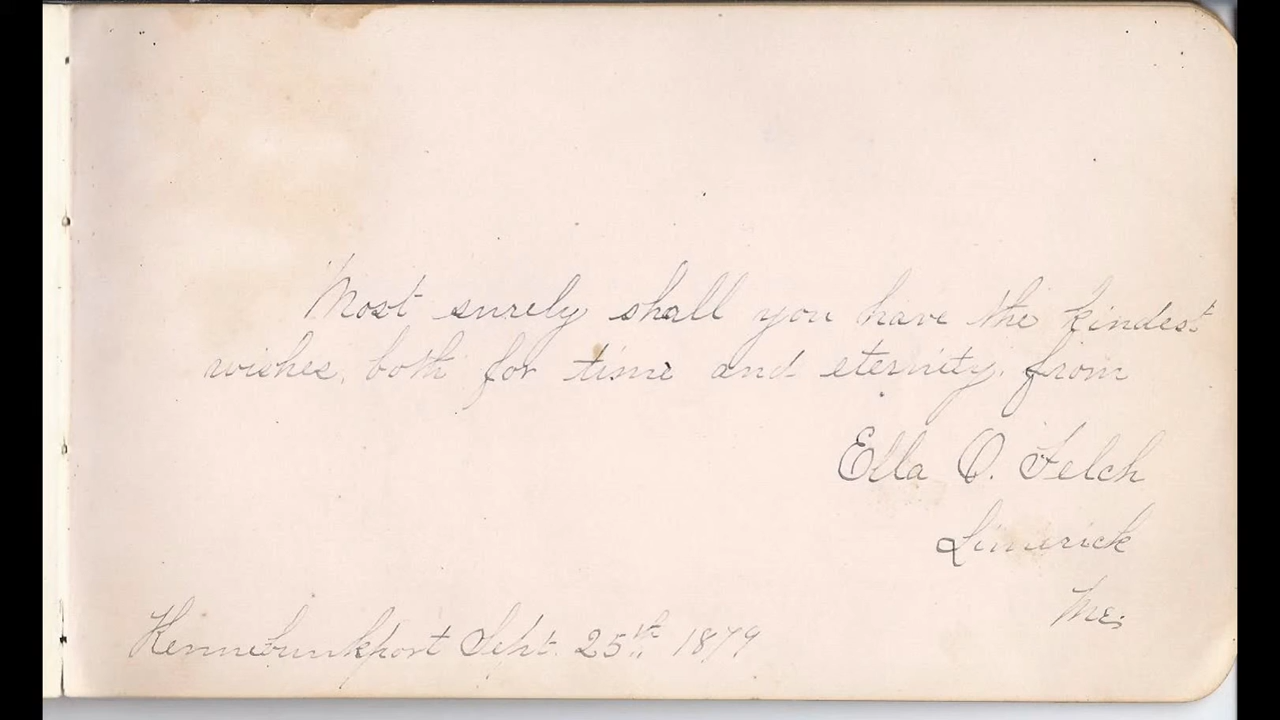 Most surely shall you have the kindest
wishes, both for time and eternity, from
Ella O. Felch
Limerick
Me.
Kennebunkport Sept. 25th 1879